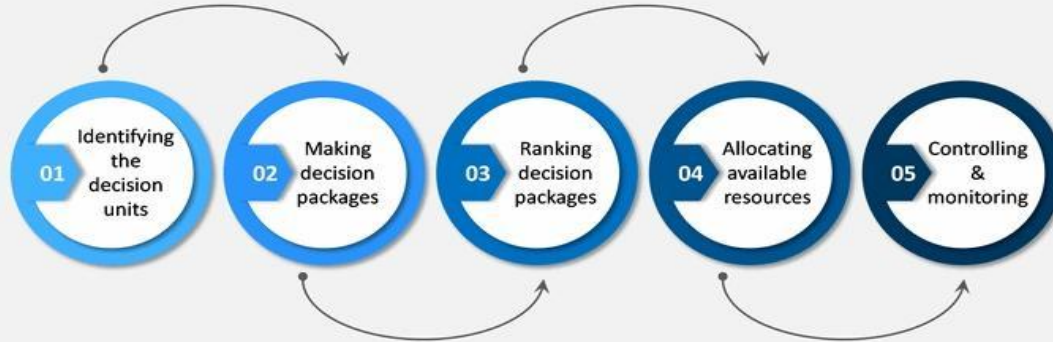 01
Identifying
the
decision
units
02
Making
decision
packages
03
Ranking
decision
packages
04
Allocating
available
resources
05
Controlling
&
monitoring